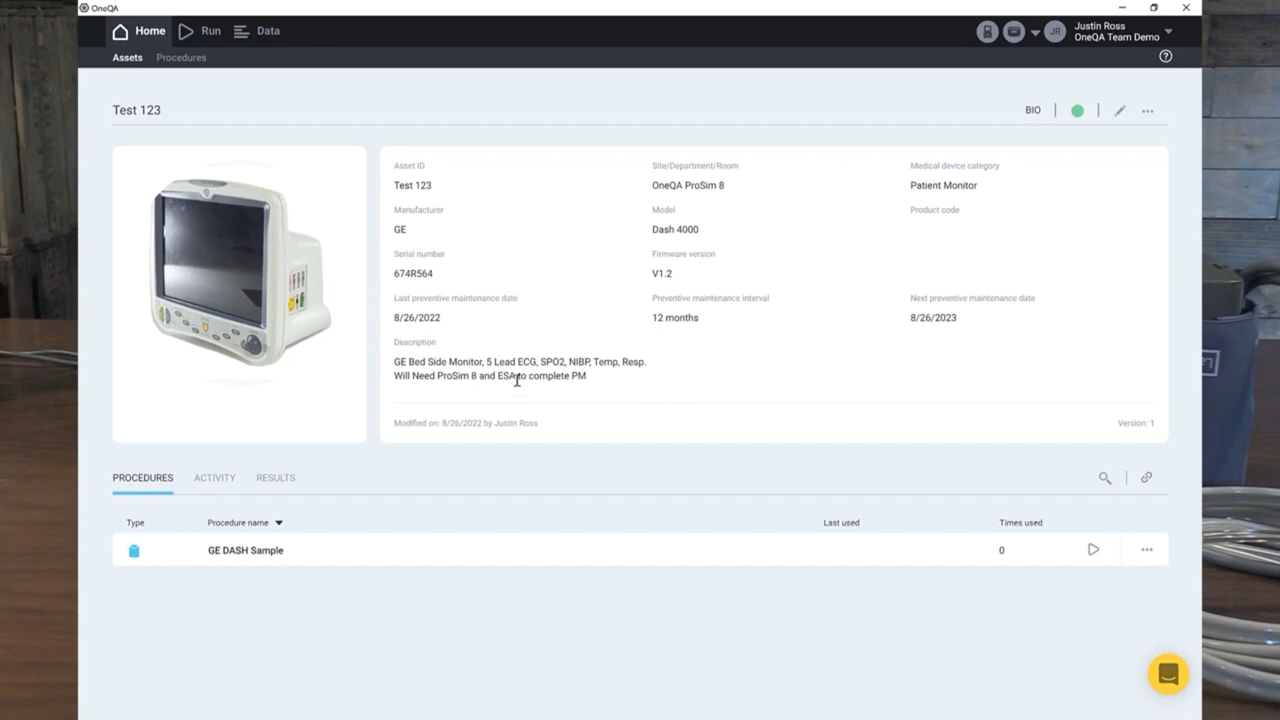 OneQA
Home Run Data
JR
Justin Ross
OneQA Team Demo
Assets Procedures
Test 123
BIO
Asset ID
Test 123
Site/Department/Room
OneQA ProSim 8
Medical device category
Patient Monitor
Manufacturer
GE
Model
Dash 4000
Product code
Serial number
674R564
Firmware version
V1.2
Last preventive maintenance date
8/26/2022
Preventive maintenance interval
12 months
Next preventive maintenance date
8/26/2023
Description
GE Bed Side Monitor, 5 Lead ECG, SPO2, NIBP, Temp, Resp.
Will Need ProSim 8 and ESA to complete PM
Modified on: 8/26/2022 by Justin Ross
Version: 1
PROCEDURES ACTIVITY RESULTS
Type Procedure name Last used Times used
GE DASH Sample 0